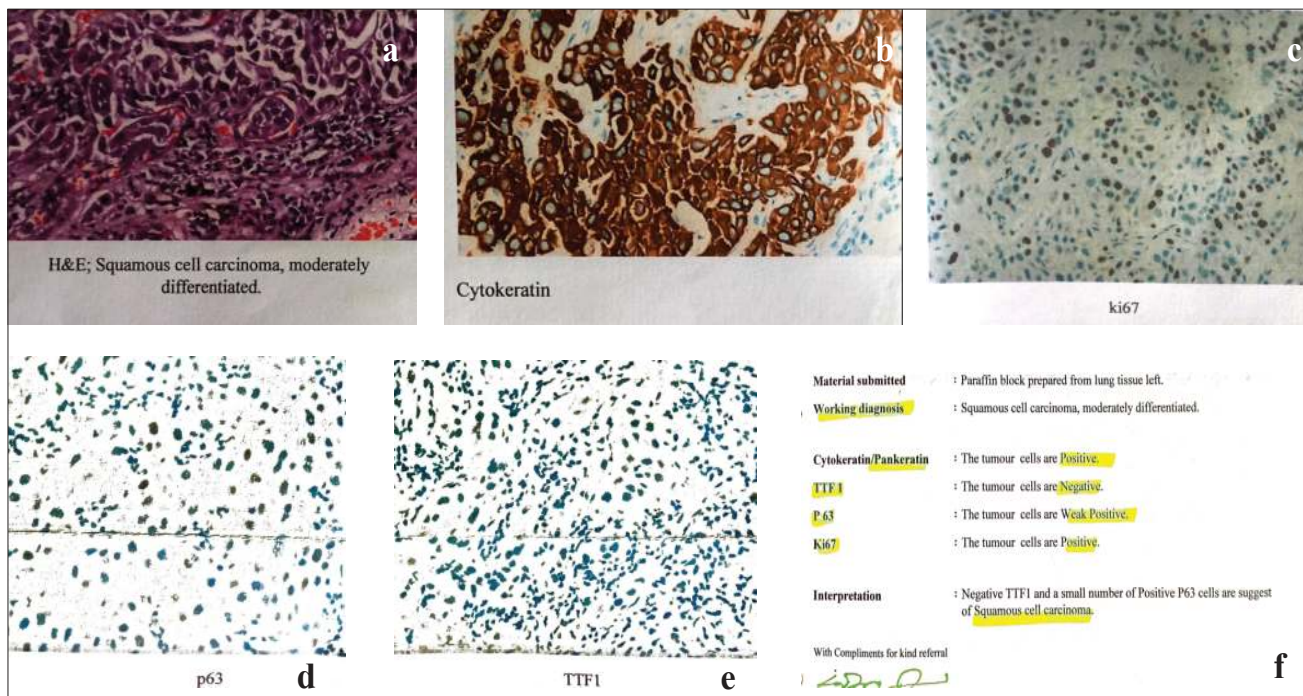 a
b
c
H&E; Squamous cell carcinoma, moderately
differentiated.
Cytokeratin
ki67
p63
d
TTF1
e
Material submitted : Paraffin block prepared from lung tissue left.
Working diagnosis : Squamous cell carcinoma, moderately differentiated.
Cytokeratin/Pankeratin : The tumour cells are Positive.
TTF 1 : The tumour cells are Negative.
P 63 : The tumour cells are Weak Positive.
Ki67 : The tumour cells are Positive.
Interpretation : Negative TTF1 and a small number of Positive P63 cells are suggest
of Squamous cell carcinoma.
With Compliments for kind referral
f